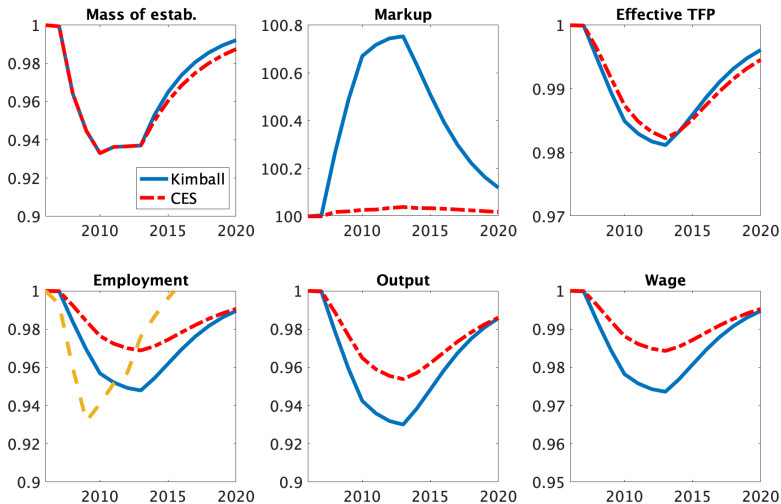 Mass of estab.
1
0.98
0.96
0.94
0.92
0.9
2010 2015 2020
Kimball
CES
Markup
100.8
100.6
100.4
100.2
100
2010 2015 2020
Effective TFP
1
0.99
0.98
0.97
2010 2015 2020
Employment
1
0.98
0.96
0.94
0.92
0.9
2010 2015 2020
Output
1
0.98
0.96
0.94
0.92
0.9
2010 2015 2020
Wage
1
0.99
0.98
0.97
0.96
0.95
2010 2015 2020